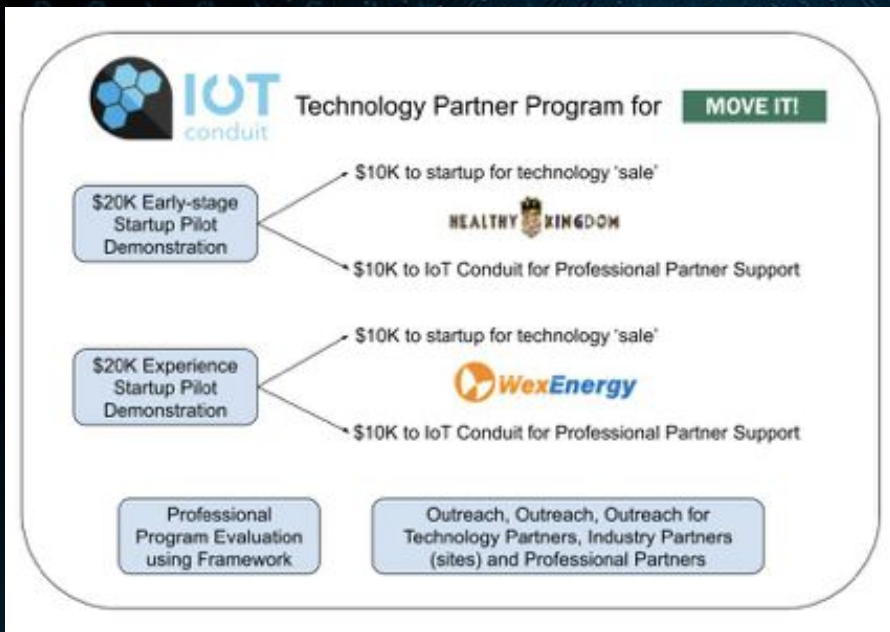 IOT
conduit
Technology Partner Program for
MOVE IT!
$20K Early-stage
Startup Pilot
Demonstration
$10K to startup for technology ‘sale’
HEALTHY KINGDOM
$10K to IoT Conduit for Professional Partner Support
$20K Experience
Startup Pilot
Demonstration
$10K to startup for technology ‘sale’
WexEnergy
$10K to IoT Conduit for Professional Partner Support
Professional
Program Evaluation
using Framework
Outreach, Outreach, Outreach for
Technology Partners, Industry Partners
(sites) and Professional Partners